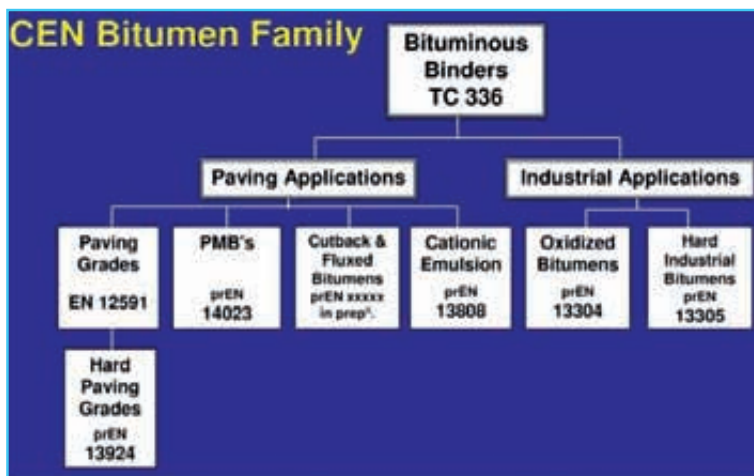 CEN Bitumen Family
Bituminous
Binders
TC 336
Paving Applications
Industrial Applications
Paving
Grades
EN 12591
PMB's
prEN
14023
Cutback &
Fluxed
Bitumens
prEN xxxxx
in prepⁿ.
Cationic
Emulsion
prEN
13808
Oxidized
Bitumens
prEN
13304
Hard
Industrial
Bitumens
prEN
13305
Hard
Paving
Grades
prEN
13924